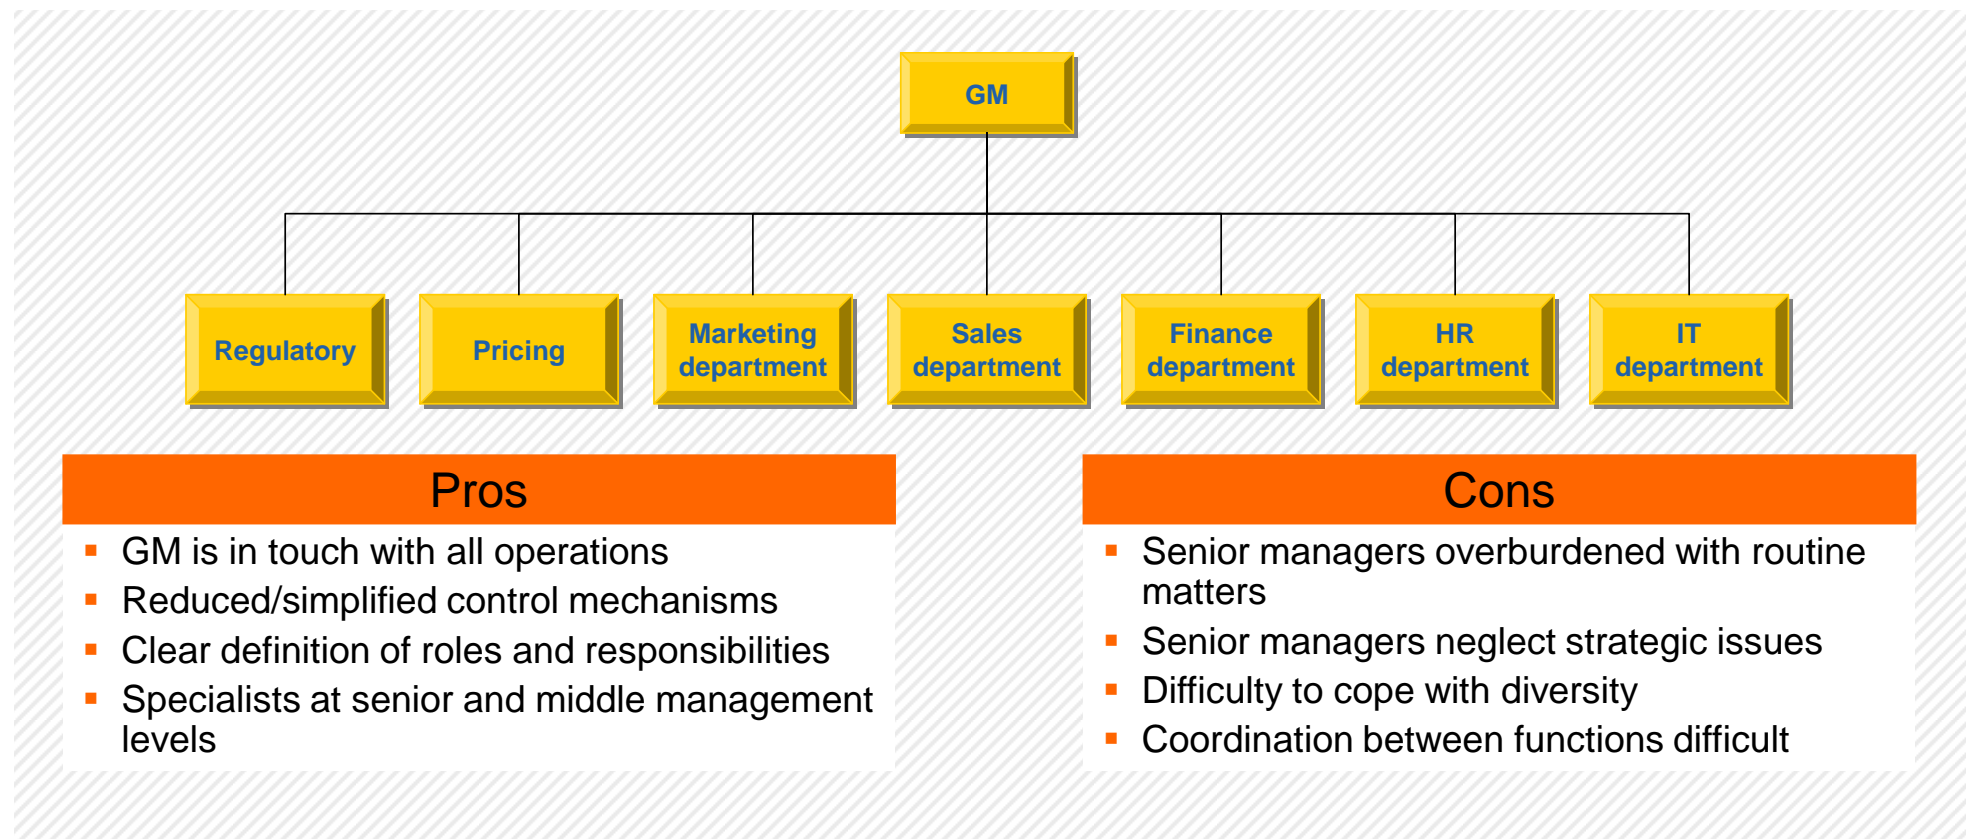 GM
Regulatory
Pricing
Marketing
department
Sales
department
Finance
department
HR
department
IT
department
Pros
GM is in touch with all operations
Reduced/simplified control mechanisms
Clear definition of roles and responsibilities
Specialists at senior and middle management
levels
Cons
Senior managers overburdened with routine
matters
Senior managers neglect strategic issues
Difficulty to cope with diversity
Coordination between functions difficult